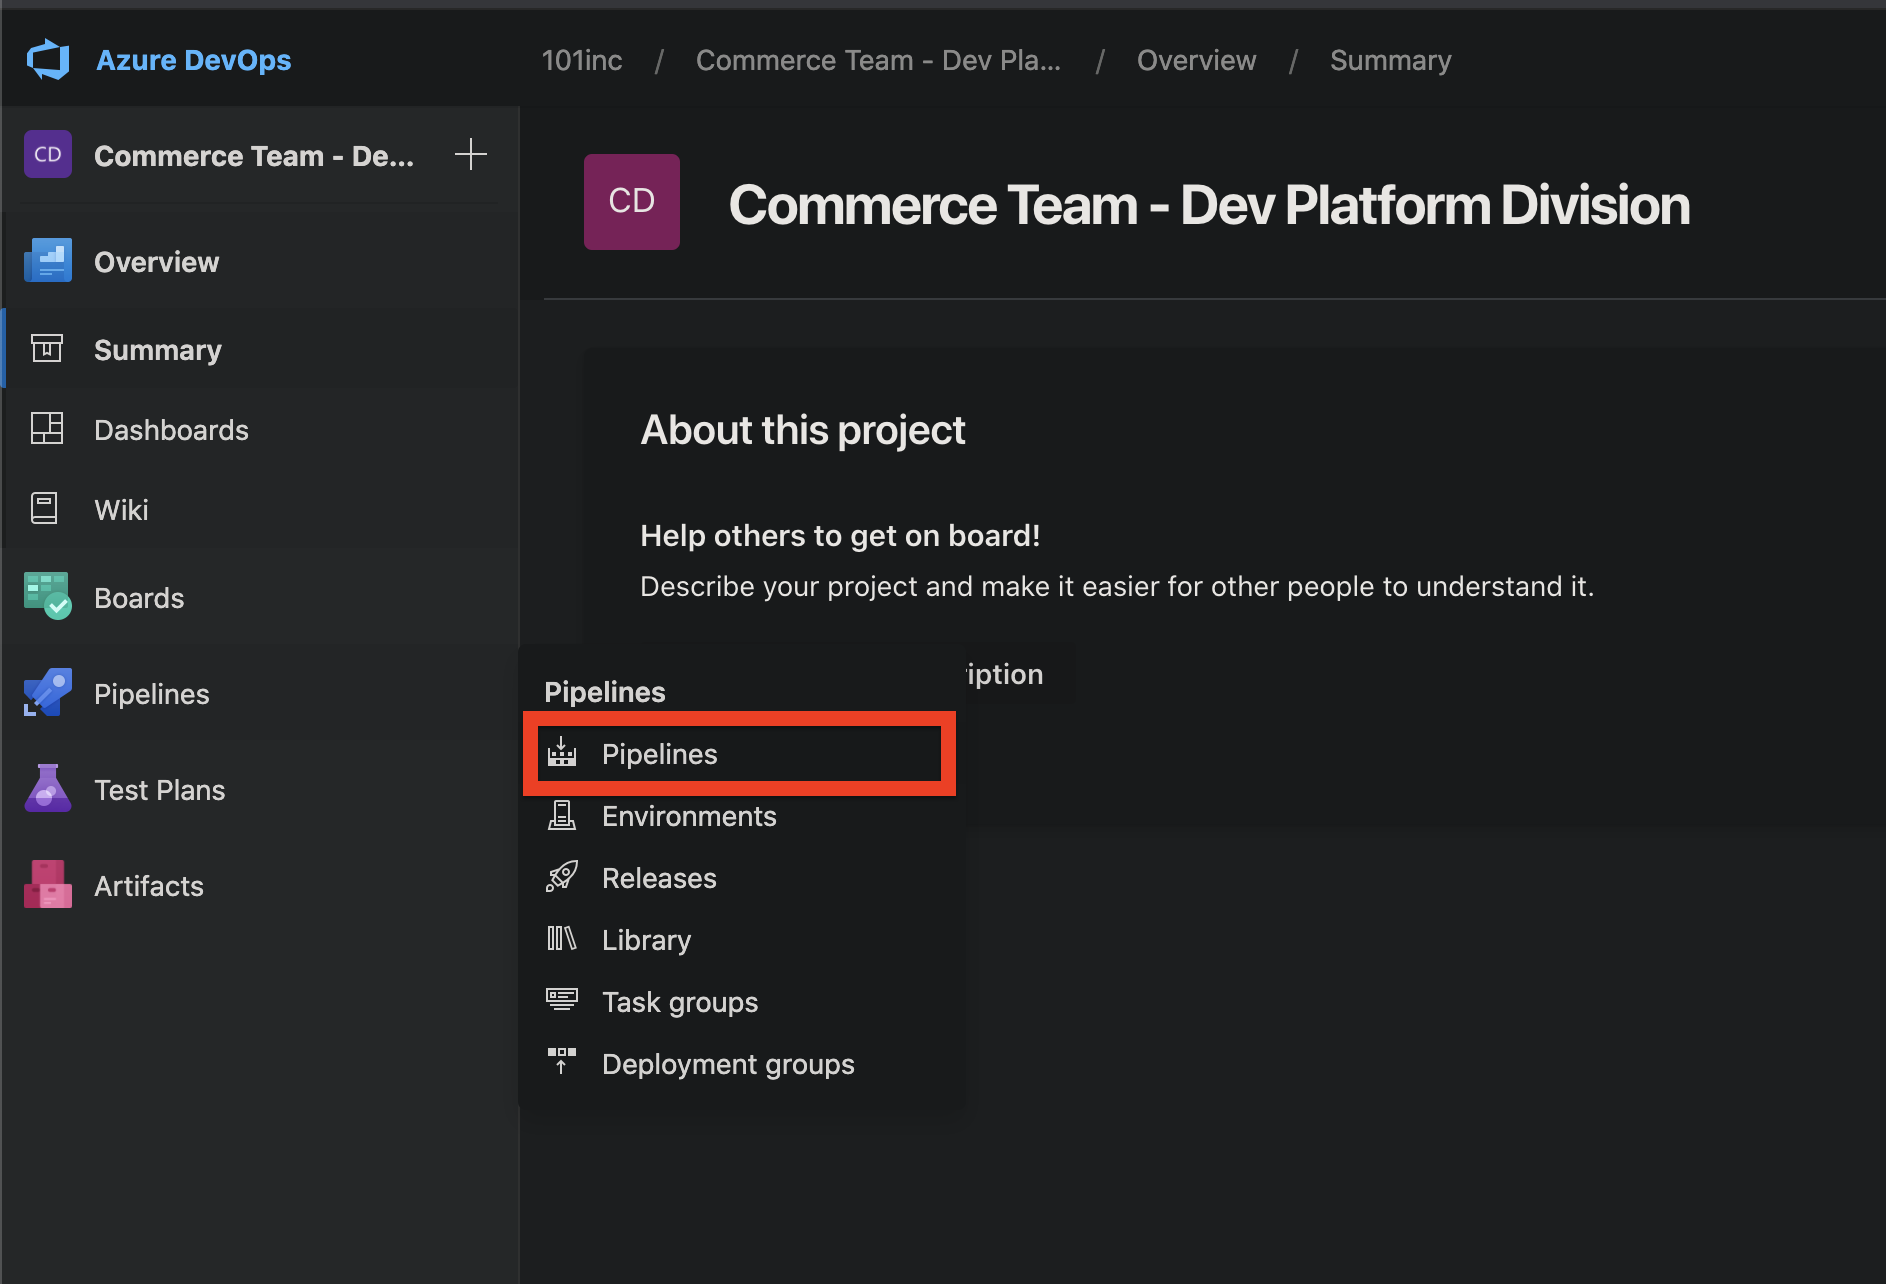 Azure DevOps
101inc / Commerce Team - Dev Pla... / Overview / Summary
CD
Commerce Team - De...
CD
Commerce Team - Dev Platform Division
Overview
Summary
Dashboards
Wiki
Boards
Pipelines
Test Plans
Artifacts
About this project
Help others to get on board!
Describe your project and make it easier for other people to understand it.
iption
Pipelines
Pipelines
Environments
Releases
Library
Task groups
Deployment groups